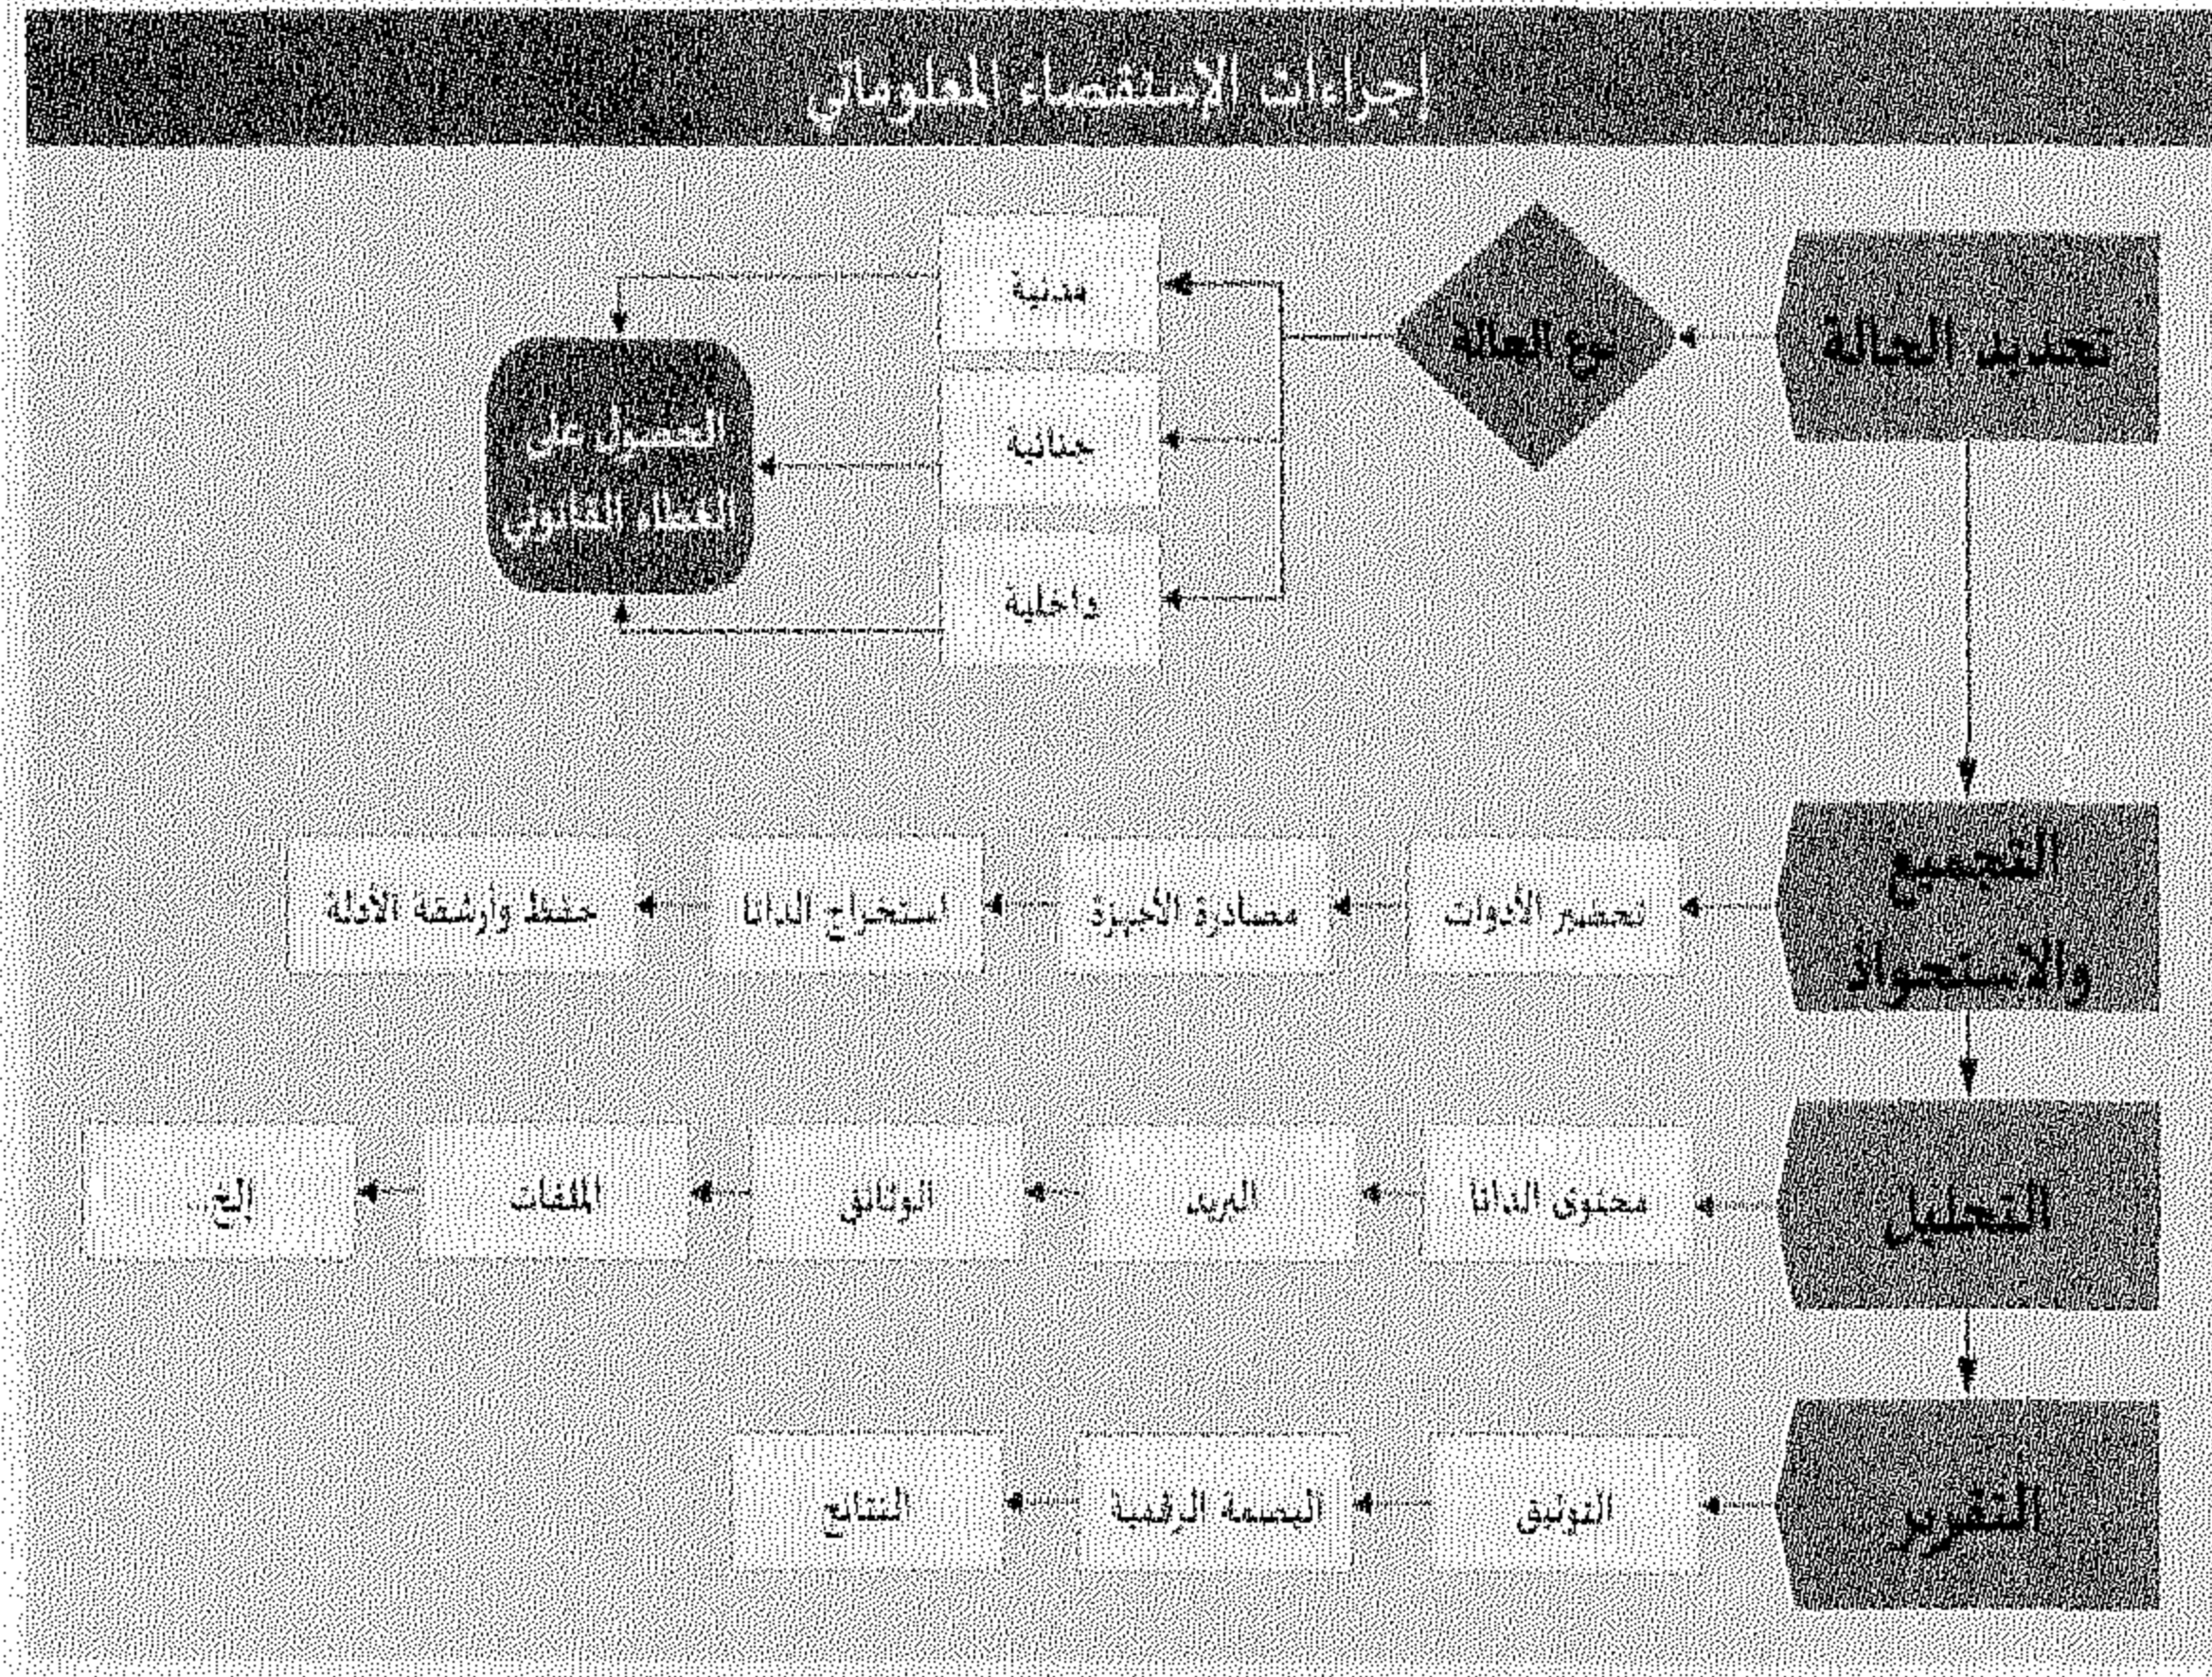 إجراءات الإستقصاء المعلوماتي
تحديد الحالة
نوع الحالة
مدنية
جنائية
داخلية
الحصول على
الغطاء القانوني
التجميع
والاستحواذ
تحضير الأدوات
مصادرة الأجهزة
استخراج الداتا
حفظ وأرشفة الأدلة
التحليل
محتوى الداتا
البريد
الوثائق
الملفات
إلخ...
التقرير
التوثيق
البصمة الرقمية
النتائج